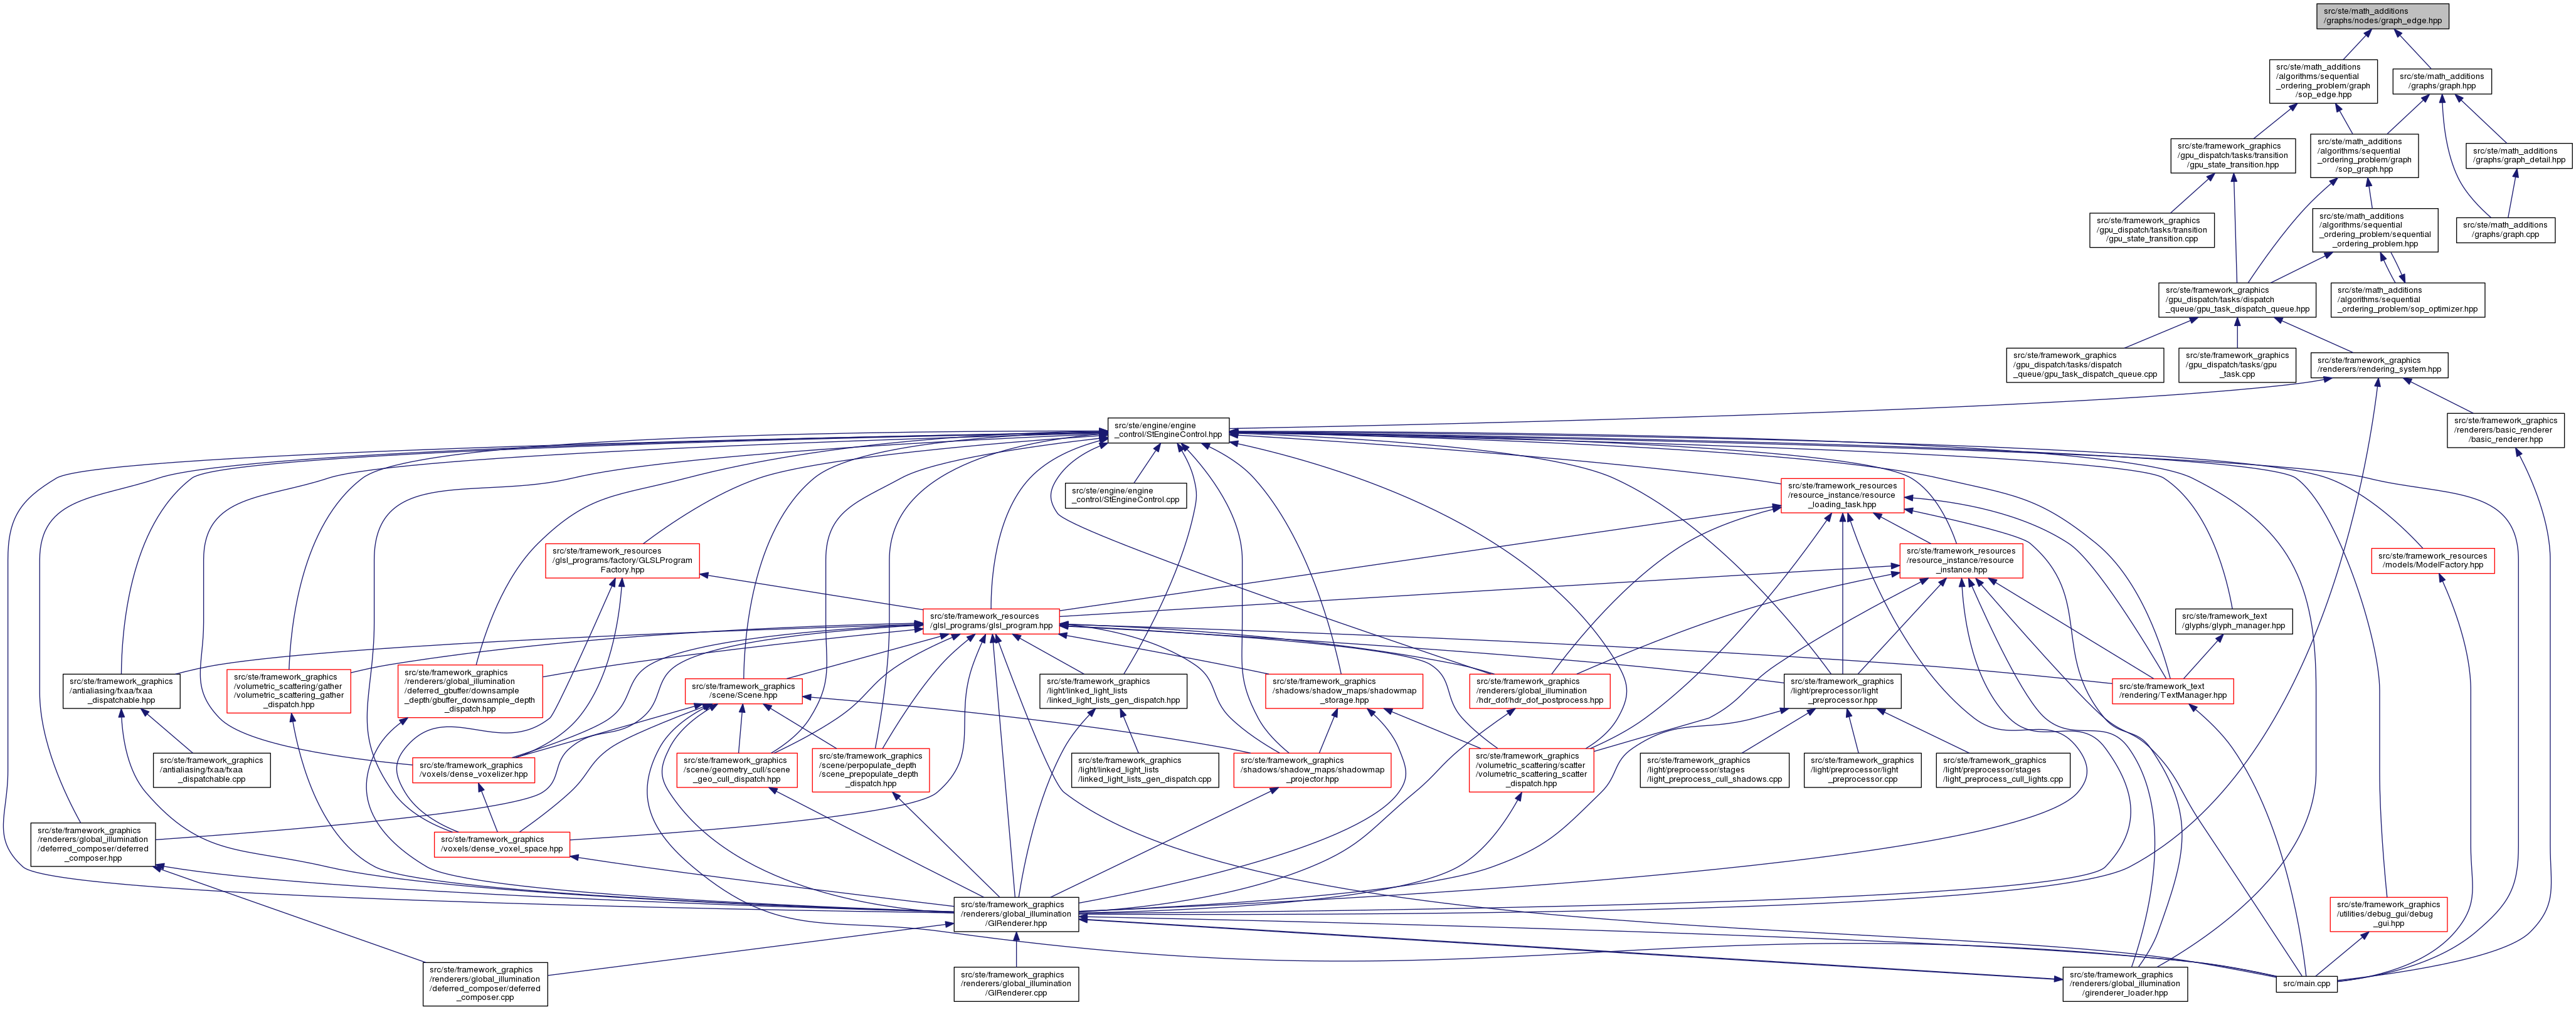 src/ste/math_additions
/graphs/nodes/graph_edge.hpp
src/ste/math_additions
/algorithms/sequential
_ordering_problem/graph
/sop_edge.hpp
src/ste/math_additions
/graphs/graph.hpp
src/ste/framework_graphics
/gpu_dispatch/tasks/transition
/gpu_state_transition.hpp
src/ste/math_additions
/algorithms/sequential
_ordering_problem/graph
/sop_graph.hpp
src/ste/math_additions
/graphs/graph_detail.hpp
src/ste/framework_graphics
/gpu_dispatch/tasks/transition
/gpu_state_transition.cpp
src/ste/math_additions
/algorithms/sequential
_ordering_problem/sequential
_ordering_problem.hpp
src/ste/math_additions
/graphs/graph.cpp
src/ste/framework_graphics
/gpu_dispatch/tasks/dispatch
_queue/gpu_task_dispatch_queue.hpp
src/ste/math_additions
/algorithms/sequential
_ordering_problem/sop_optimizer.hpp
src/ste/framework_graphics
/gpu_dispatch/tasks/dispatch
_queue/gpu_task_dispatch_queue.cpp
src/ste/framework_graphics
/gpu_dispatch/tasks/gpu
_task.cpp
src/ste/framework_graphics
/renderers/rendering_system.hpp
src/ste/engine/engine
_control/StEngineControl.hpp
src/ste/framework_graphics
/renderers/basic_renderer
/basic_renderer.hpp
src/ste/engine/engine
_control/StEngineControl.cpp
src/ste/framework_resources
/resource_instance/resource
_loading_task.hpp
src/ste/framework_resources
/glsl_programs/factory/GLSLProgram
Factory.hpp
src/ste/framework_resources
/resource_instance/resource
_instance.hpp
src/ste/framework_resources
/models/ModelFactory.hpp
src/ste/framework_resources
/glsl_programs/glsl_program.hpp
src/ste/framework_text
/glyphs/glyph_manager.hpp
src/ste/framework_graphics
/antialiasing/fxaa/fxaa
_dispatchable.hpp
src/ste/framework_graphics
/volumetric_scattering/gather
/volumetric_scattering_gather
_dispatch.hpp
src/ste/framework_graphics
/renderers/global_illumination
/deferred_gbuffer/downsample
_depth/gbuffer_downsample_depth
_dispatch.hpp
src/ste/framework_graphics
/scene/Scene.hpp
src/ste/framework_graphics
/light/linked_light_lists
/linked_light_lists_gen_dispatch.hpp
src/ste/framework_graphics
/shadows/shadow_maps/shadowmap
_storage.hpp
src/ste/framework_graphics
/renderers/global_illumination
/hdr_dof/hdr_dof_postprocess.hpp
src/ste/framework_graphics
/light/preprocessor/light
_preprocessor.hpp
src/ste/framework_text
/rendering/TextManager.hpp
src/ste/framework_graphics
/antialiasing/fxaa/fxaa
_dispatchable.cpp
src/ste/framework_graphics
/voxels/dense_voxelizer.hpp
src/ste/framework_graphics
/scene/geometry_cull/scene
_geo_cull_dispatch.hpp
src/ste/framework_graphics
/scene/perpopulate_depth
/scene_prepopulate_depth
_dispatch.hpp
src/ste/framework_graphics
/light/linked_light_lists
/linked_light_lists_gen_dispatch.cpp
src/ste/framework_graphics
/shadows/shadow_maps/shadowmap
_projector.hpp
src/ste/framework_graphics
/volumetric_scattering/scatter
/volumetric_scattering_scatter
_dispatch.hpp
src/ste/framework_graphics
/light/preprocessor/stages
/light_preprocess_cull_shadows.cpp
src/ste/framework_graphics
/light/preprocessor/light
_preprocessor.cpp
src/ste/framework_graphics
/light/preprocessor/stages
/light_preprocess_cull_lights.cpp
src/ste/framework_graphics
/renderers/global_illumination
/deferred_composer/deferred
_composer.hpp
src/ste/framework_graphics
/voxels/dense_voxel_space.hpp
src/ste/framework_graphics
/renderers/global_illumination
/GIRenderer.hpp
src/ste/framework_graphics
/utilities/debug_gui/debug
_gui.hpp
src/ste/framework_graphics
/renderers/global_illumination
/deferred_composer/deferred
_composer.cpp
src/ste/framework_graphics
/renderers/global_illumination
/GIRenderer.cpp
src/ste/framework_graphics
/renderers/global_illumination
/girenderer_loader.hpp
src/main.cpp